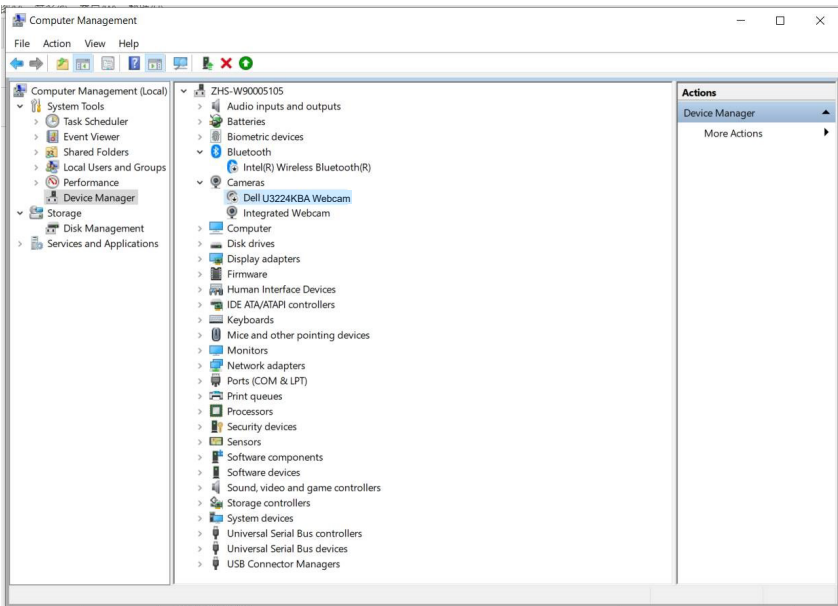 Computer Management
File Action View Help
Computer Management (Local)
System Tools
Task Scheduler
Event Viewer
Shared Folders
Local Users and Groups
Performance
Device Manager
Storage
Disk Management
Services and Applications
ZHS-W90005105
Audio inputs and outputs
Batteries
Biometric devices
Bluetooth
Intel(R) Wireless Bluetooth(R)
Cameras
Dell U3224KBA Webcam
Integrated Webcam
Computer
Disk drives
Display adapters
Firmware
Human Interface Devices
IDE ATA/ATAPI controllers
Keyboards
Mice and other pointing devices
Monitors
Network adapters
Ports (COM & LPT)
Print queues
Processors
Security devices
Sensors
Software components
Software devices
Sound, video and game controllers
Storage controllers
System devices
Universal Serial Bus controllers
Universal Serial Bus devices
USB Connector Managers
Actions
Device Manager
More Actions